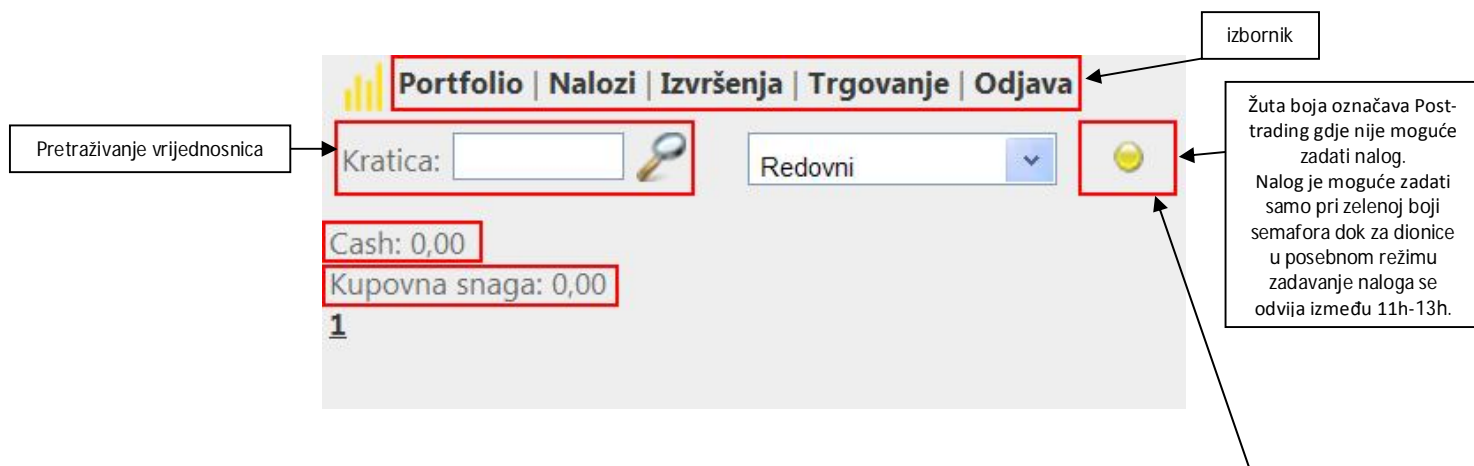 izbornik
Portfolio | Nalozi | Izvršenja | Trgovanje | Odjava
Pretraživanje vrijednosnica
Kratica:
Redovni
Žuta boja označava Post-
trading gdje nije moguće
zadati nalog.
Nalog je moguće zadati
samo pri zelenoj boji
semafora dok za dionice
u posebnom režimu
zadavanje naloga se
odvija između 11h-13h.
Cash: 0,00
Kupovna snaga: 0,00
1